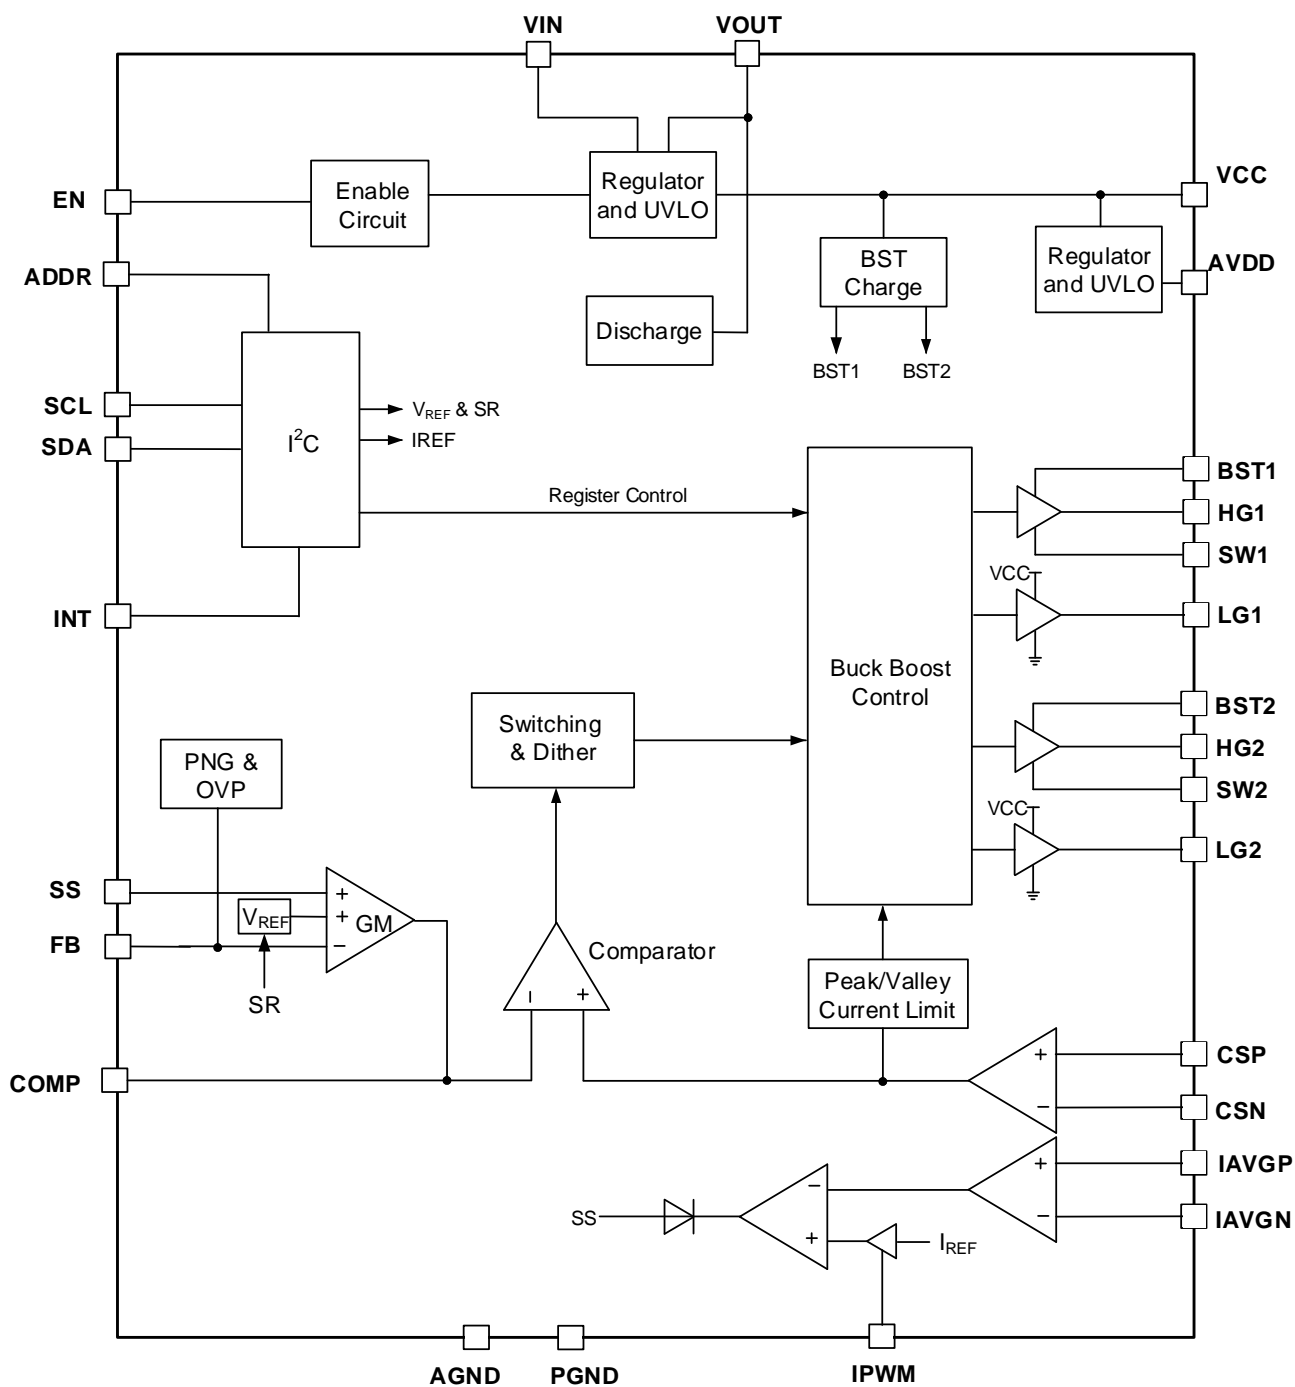 VIN
VOUT
VCC
EN
Enable
Circuit
Regulator
and UVLO
ADDR
BST
Charge
Regulator
and UVLO
AVDD
Discharge
BST1
BST2
SCL
SDA
I²C
V_REF & SR
IREF
Register Control
INT
Buck Boost
Control
BST1
HG1
SW1
VCC
LG1
BST2
HG2
SW2
VCC
LG2
Switching
& Dither
PNG &
OVP
SS
FB
V_REF
+
+
−
GM
SR
Comparator
−
+
Peak/Valley
Current Limit
COMP
+
−
CSP
CSN
+
−
IAVGP
IAVGN
SS
−
+
I_REF
AGND
PGND
IPWM